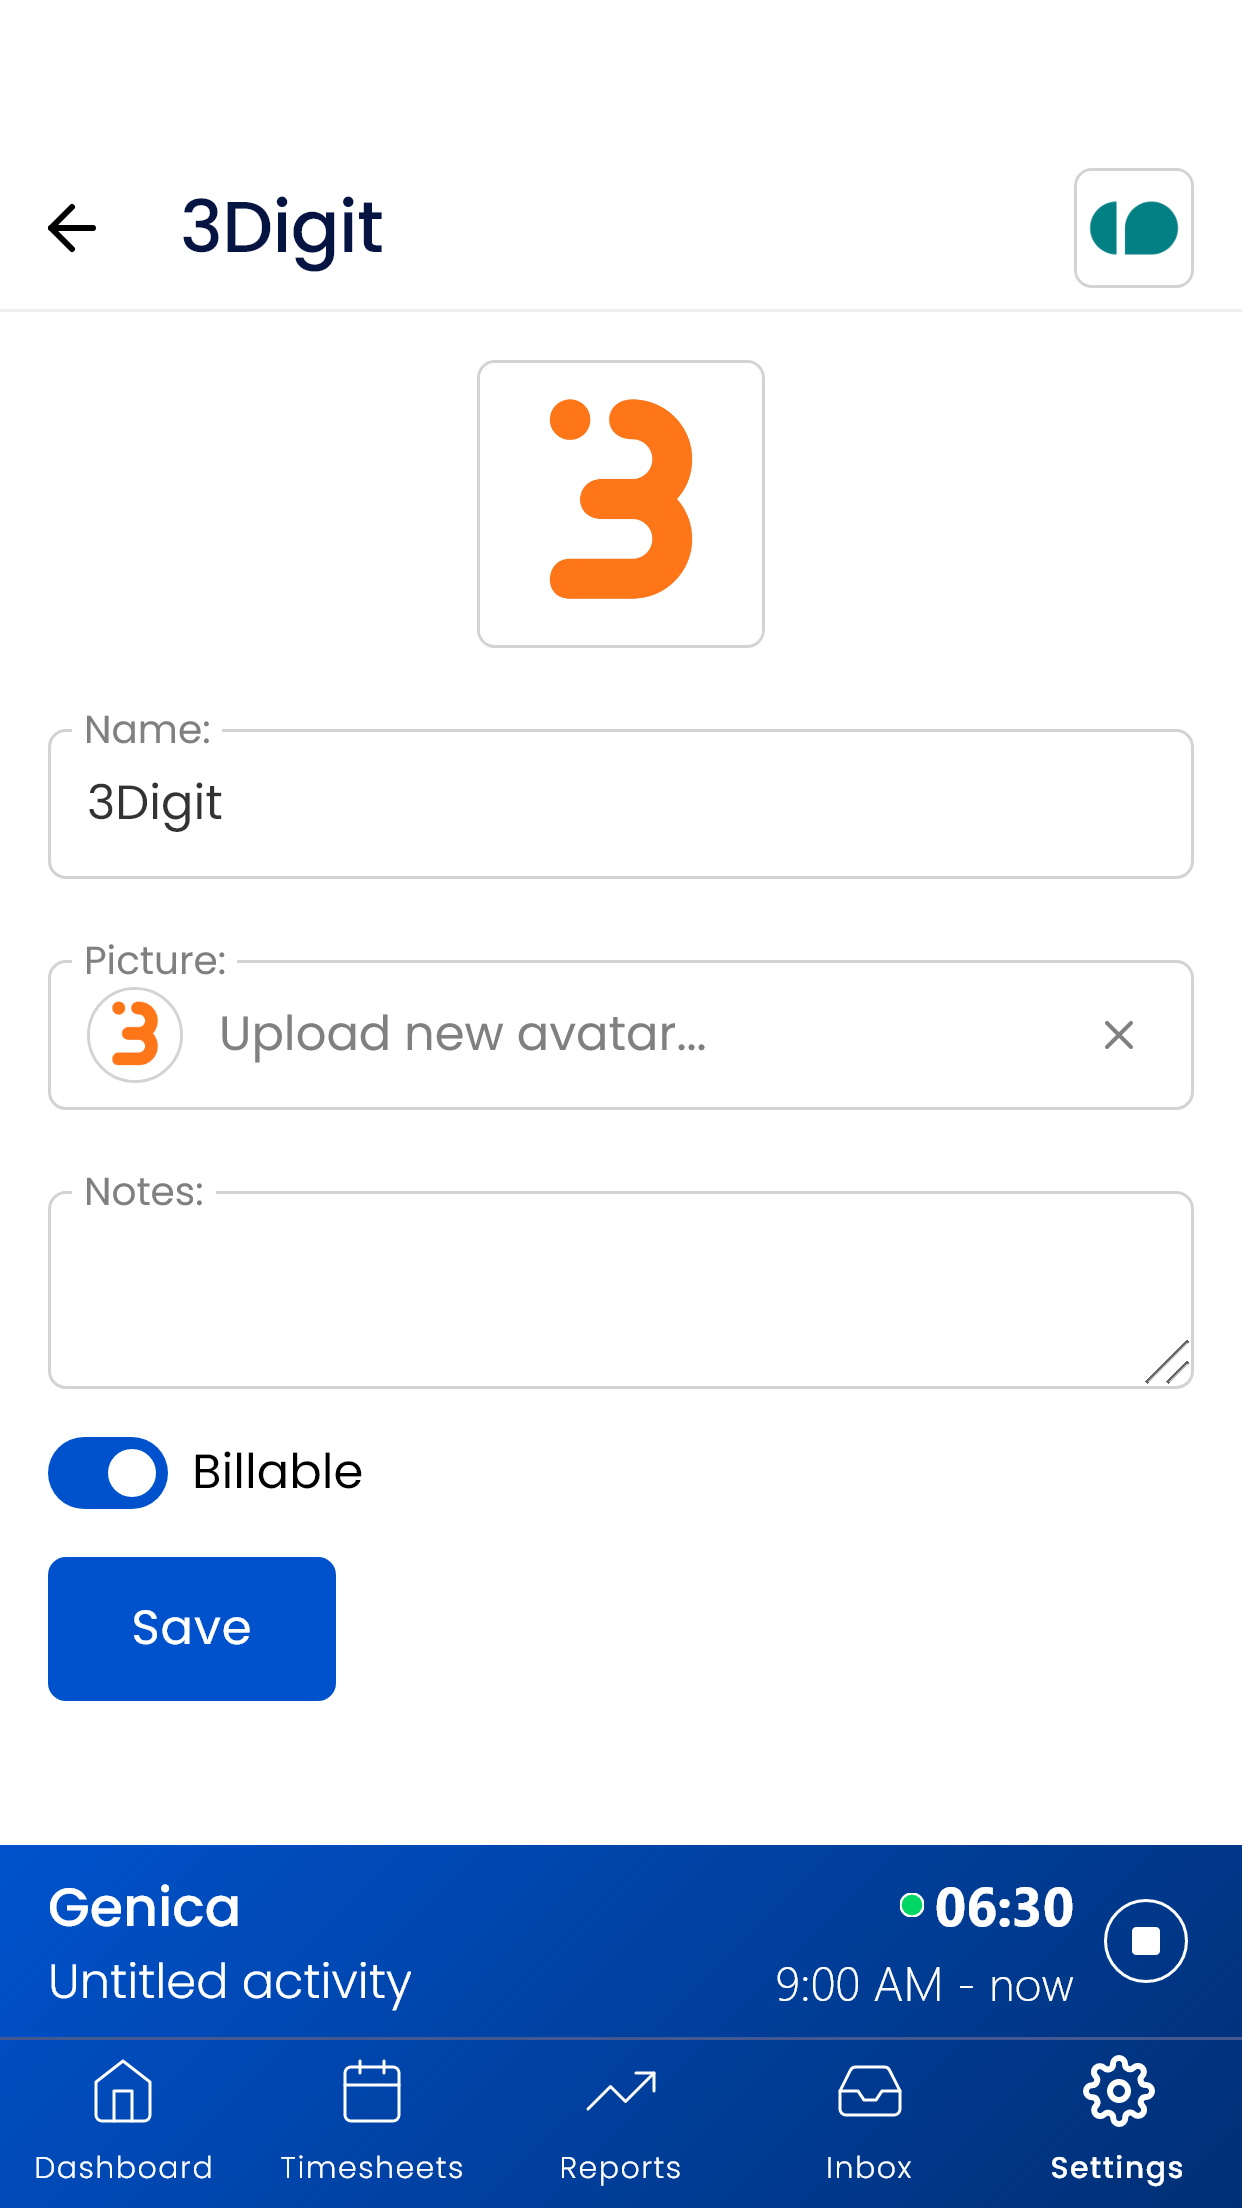 3Digit
Name:
3Digit
Picture:
Upload new avatar...
Notes:
Billable
Save
Genica
06:30
Untitled activity
9:00 AM - now
Dashboard
Timesheets
Reports
Inbox
Settings